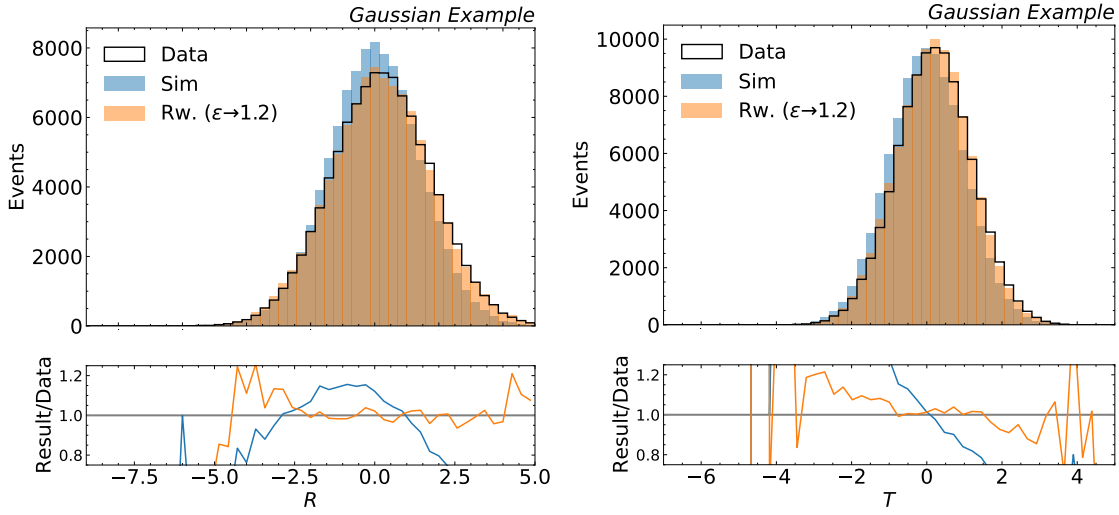 Gaussian Example
Data
Sim
Rw. (ε→1.2)
Events
8000
6000
4000
2000
0
Result/Data
1.2
1.0
0.8
−7.5
−5.0
−2.5
0.0
2.5
5.0
R
Gaussian Example
Data
Sim
Rw. (ε→1.2)
Events
10000
8000
6000
4000
2000
0
Result/Data
1.2
1.0
0.8
−6
−4
−2
0
2
4
T